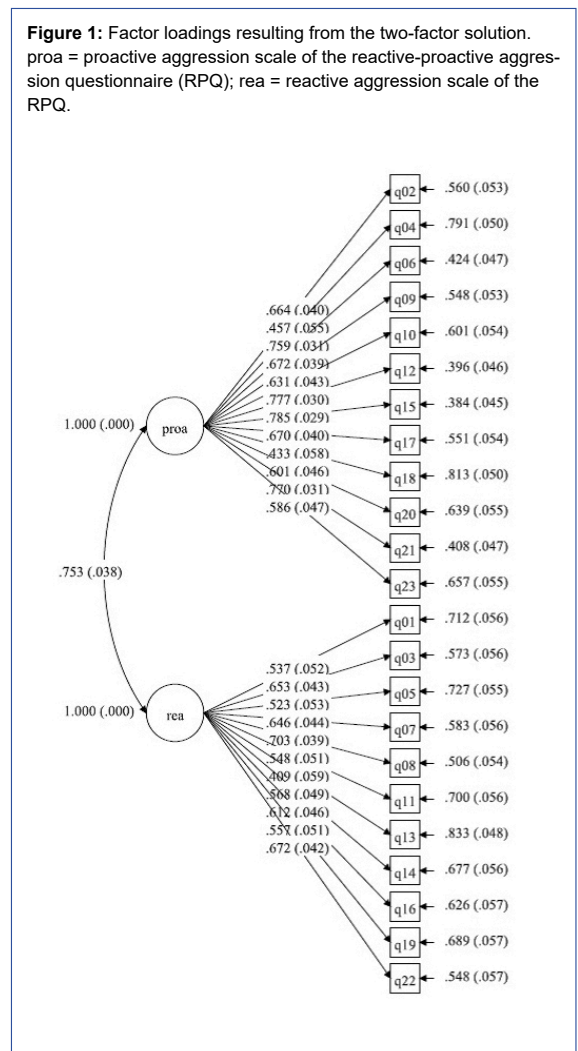 Figure 1: Factor loadings resulting from the two-factor solution.
proa = proactive aggression scale of the reactive-proactive aggres-
sion questionnaire (RPQ); rea = reactive aggression scale of the
RPQ.
q02 .560 (.053)
q04 .791 (.050)
q06 .424 (.047)
q09 .548 (.053)
q10 .601 (.054)
q12 .396 (.046)
q15 .384 (.045)
q17 .551 (.054)
q18 .813 (.050)
q20 .639 (.055)
q21 .408 (.047)
q23 .657 (.055)
.664 (.040)
.457 (.055)
.759 (.031)
.672 (.039)
.631 (.043)
.777 (.030)
.785 (.029)
.670 (.040)
.433 (.058)
.601 (.046)
.770 (.031)
.586 (.047)
1.000 (.000) proa
.753 (.038)
q01 .712 (.056)
q03 .573 (.056)
q05 .727 (.055)
q07 .583 (.056)
q08 .506 (.054)
q11 .700 (.056)
q13 .833 (.048)
q14 .677 (.056)
q16 .626 (.057)
q19 .689 (.057)
q22 .548 (.057)
.537 (.052)
.653 (.043)
.523 (.053)
.646 (.044)
.703 (.039)
.548 (.051)
.409 (.059)
.568 (.049)
.612 (.046)
.557 (.051)
.672 (.042)
1.000 (.000) rea